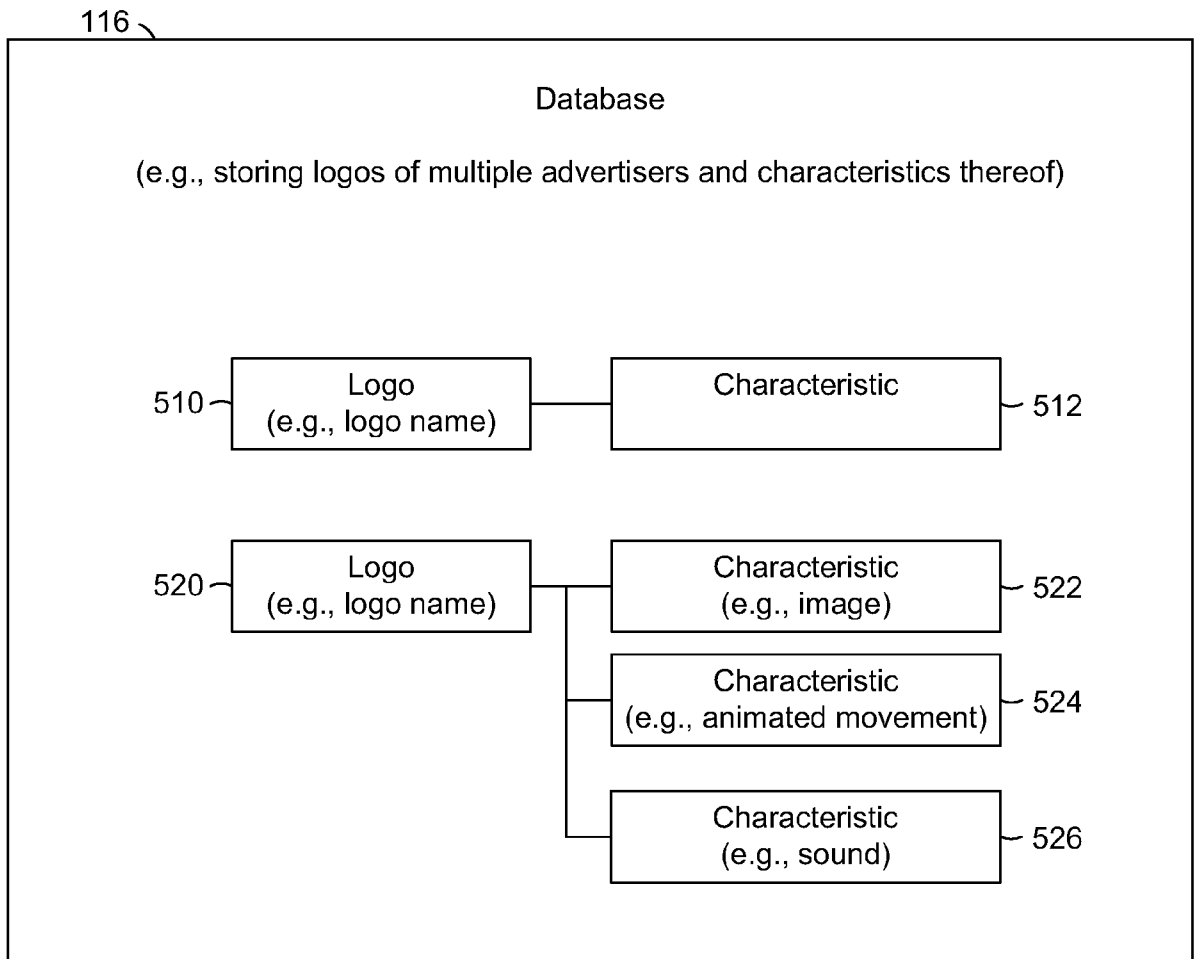 116
Database
(e.g., storing logos of multiple advertisers and characteristics thereof)
510
Logo
(e.g., logo name)
Characteristic
512
520
Logo
(e.g., logo name)
Characteristic
(e.g., image)
522
Characteristic
(e.g., animated movement)
524
Characteristic
(e.g., sound)
526